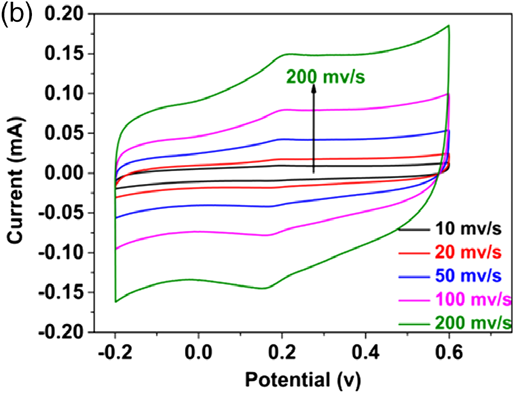 (b)
0.20
0.15
0.10
0.05
0.00
-0.05
-0.10
-0.15
-0.20
Current (mA)
200 mv/s
10 mv/s
20 mv/s
50 mv/s
100 mv/s
200 mv/s
-0.2 0.0 0.2 0.4 0.6
Potential (v)